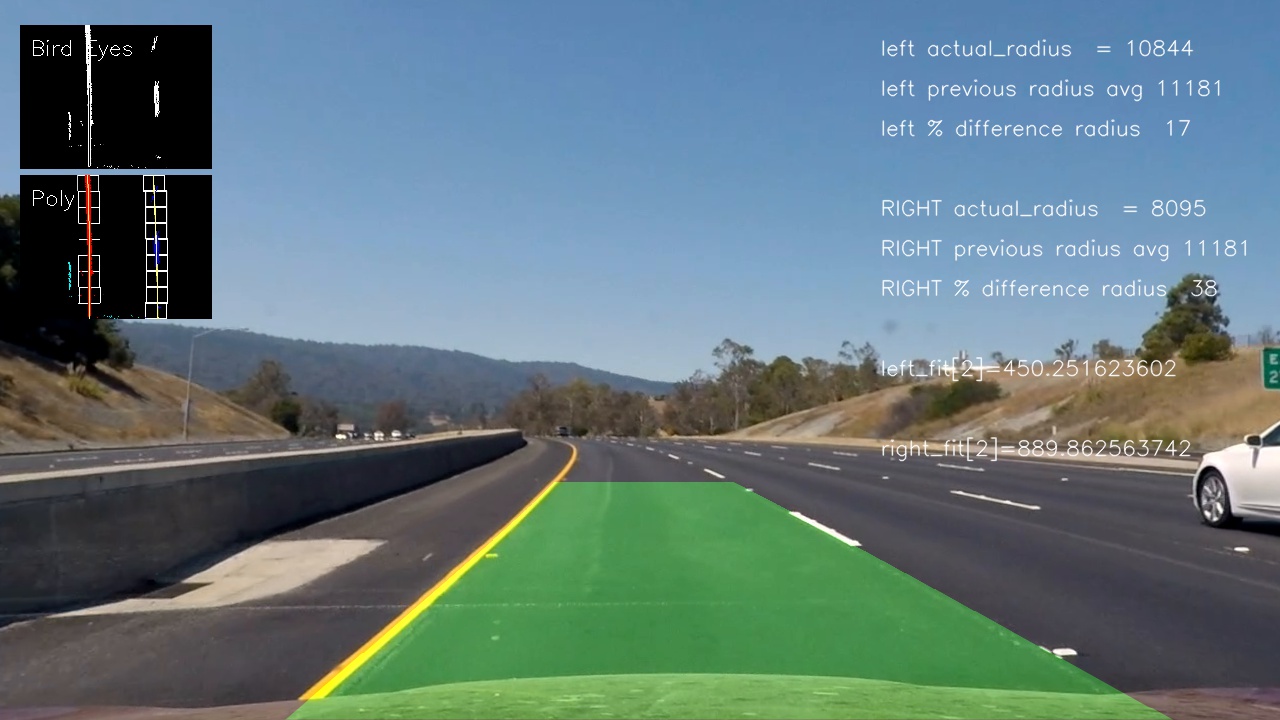 Bird Eyes
Poly
left actual_radius = 10844
left previous radius avg 11181
left % difference radius 17
RIGHT actual_radius = 8095
RIGHT previous radius avg 11181
RIGHT % difference radius 38
left_fit[2]=450.251623602
right_fit[2]=889.862563742
E
2